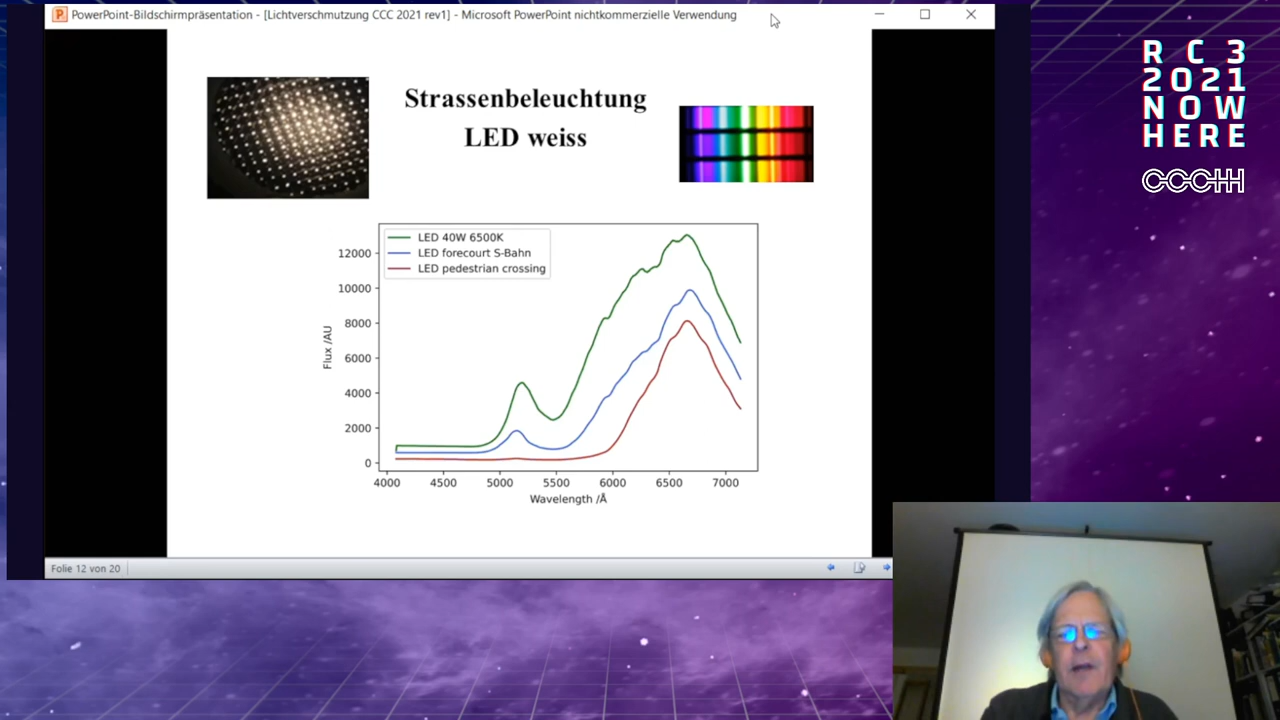 PowerPoint-Bildschirmpräsentation - [Lichtverschmutzung CCC 2021 rev1] - Microsoft PowerPoint nichtkommerzielle Verwendung
R C 3
2021
NOW
HERE
CCCHH
Strassenbeleuchtung
LED weiss
LED 40W 6500K
LED forecourt S-Bahn
LED pedestrian crossing
Flux /AU
12000
10000
8000
6000
4000
2000
0
4000 4500 5000 5500 6000 6500 7000
Wavelength /Å
Folie 12 von 20